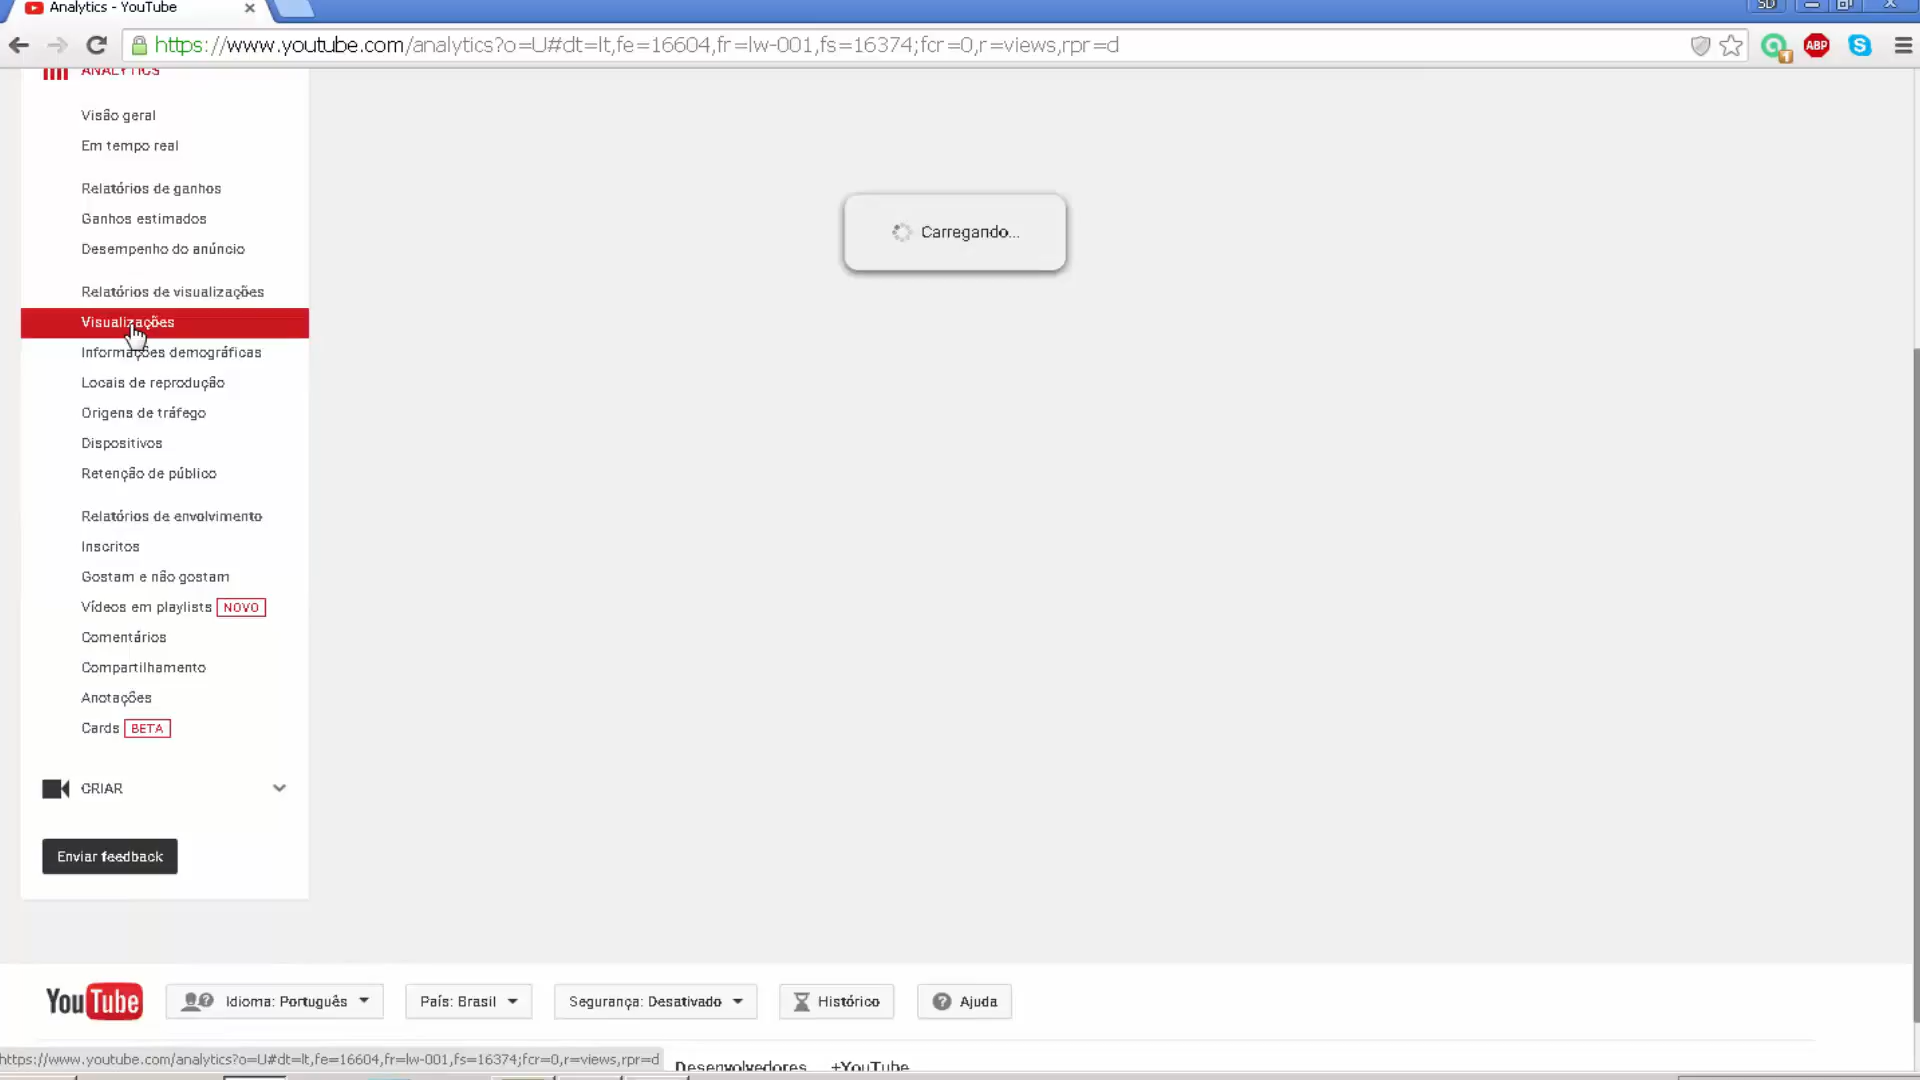 Analytics - YouTube
SD
https://www.youtube.com/analytics?o=U#dt=lt,fe=16604,fr=lw-001,fs=16374;fcr=0,r=views,rpr=d
1
ABP
ANALYTICS
Visão geral
Em tempo real
Relatórios de ganhos
Ganhos estimados
Desempenho do anúncio
Relatórios de visualizações
Visualizações
Informações demográficas
Locais de reprodução
Origens de tráfego
Dispositivos
Retenção de público
Relatórios de envolvimento
Inscritos
Gostam e não gostam
Vídeos em playlists NOVO
Comentários
Compartilhamento
Anotações
Cards BETA
CRIAR
Enviar feedback
Carregando...
YouTube
Idioma: Português
País: Brasil
Segurança: Desativado
Histórico
Ajuda
https://www.youtube.com/analytics?o=U#dt=lt,fe=16604,fr=lw-001,fs=16374;fcr=0,r=views,rpr=d
Desenvolvedores +YouTube